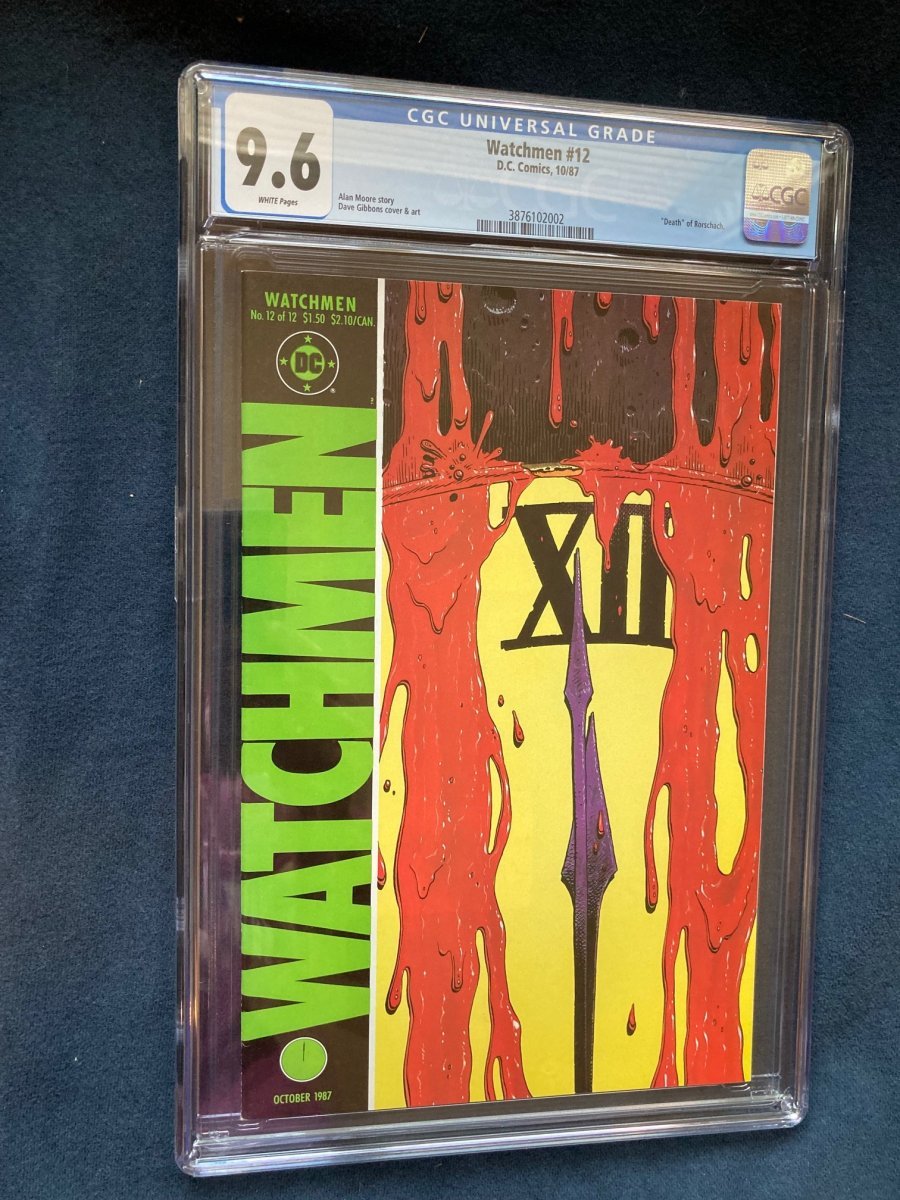 CGC UNIVERSAL GRADE
9.6
WHITE Pages
Watchmen #12
D.C. Comics, 10/87
Alan Moore story
Dave Gibbons cover & art
3876102002
"Death" of Rorschach.
CGC
WATCHMEN
No. 12 of 12 $1.50 $2.10/CAN.
DC
®
WATCHMEN
XII
OCTOBER 1987